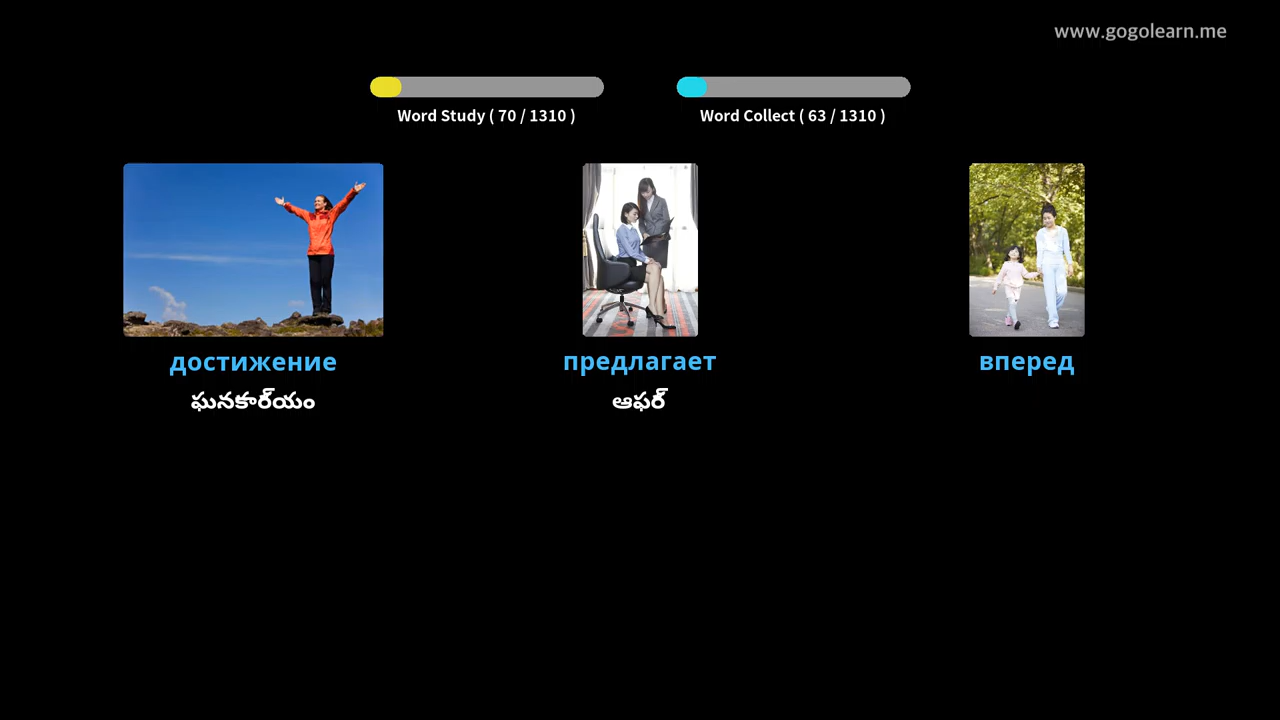 www.gogolearn.me
Word Study ( 70 / 1310 )
Word Collect ( 63 / 1310 )
достижение
предлагает
вперед
ఘనకార్యం
ఆఫర్